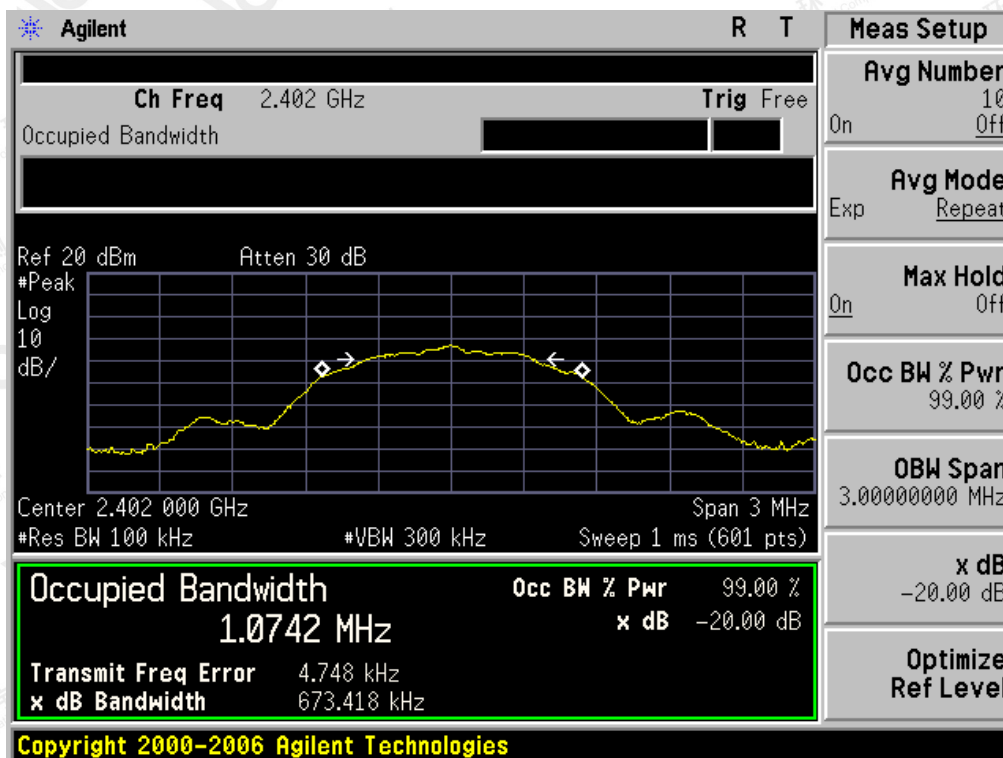 Agilent
R T
Ch Freq 2.402 GHz
Trig Free
Occupied Bandwidth
Ref 20 dBm
Atten 30 dB
#Peak
Log
10
dB/
Center 2.402 000 GHz
Span 3 MHz
#Res BW 100 kHz
#VBW 300 kHz
Sweep 1 ms (601 pts)
Occupied Bandwidth
1.0742 MHz
Occ BW % Pwr 99.00 %
x dB -20.00 dB
Transmit Freq Error 4.748 kHz
x dB Bandwidth 673.418 kHz
Copyright 2000-2006 Agilent Technologies
Meas Setup
Avg Number
10
On Off
Avg Mode
Exp Repeat
Max Hold
On Off
Occ BW % Pwr
99.00 %
OBW Span
3.00000000 MHz
x dB
-20.00 dB
Optimize
Ref Level